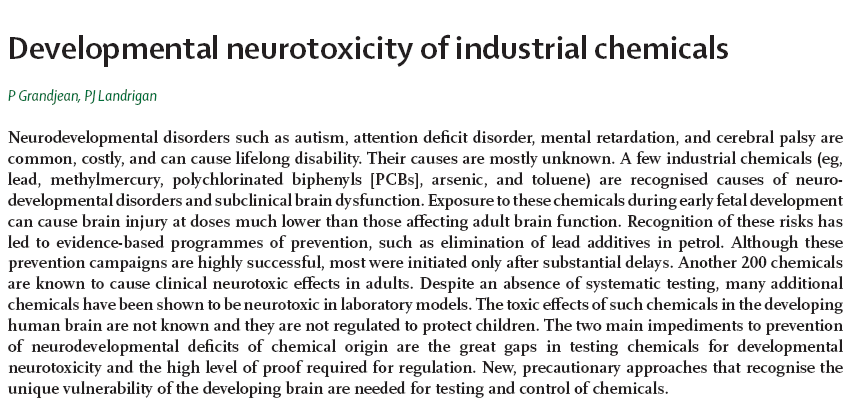 Developmental neurotoxicity of industrial chemicals
P Grandjean, PJ Landrigan
Neurodevelopmental disorders such as autism, attention deficit disorder, mental retardation, and cerebral palsy are
common, costly, and can cause lifelong disability. Their causes are mostly unknown. A few industrial chemicals (eg,
lead, methylmercury, polychlorinated biphenyls [PCBs], arsenic, and toluene) are recognised causes of neuro-
developmental disorders and subclinical brain dysfunction. Exposure to these chemicals during early fetal development
can cause brain injury at doses much lower than those affecting adult brain function. Recognition of these risks has
led to evidence-based programmes of prevention, such as elimination of lead additives in petrol. Although these
prevention campaigns are highly successful, most were initiated only after substantial delays. Another 200 chemicals
are known to cause clinical neurotoxic effects in adults. Despite an absence of systematic testing, many additional
chemicals have been shown to be neurotoxic in laboratory models. The toxic effects of such chemicals in the developing
human brain are not known and they are not regulated to protect children. The two main impediments to prevention
of neurodevelopmental deficits of chemical origin are the great gaps in testing chemicals for developmental
neurotoxicity and the high level of proof required for regulation. New, precautionary approaches that recognise the
unique vulnerability of the developing brain are needed for testing and control of chemicals.